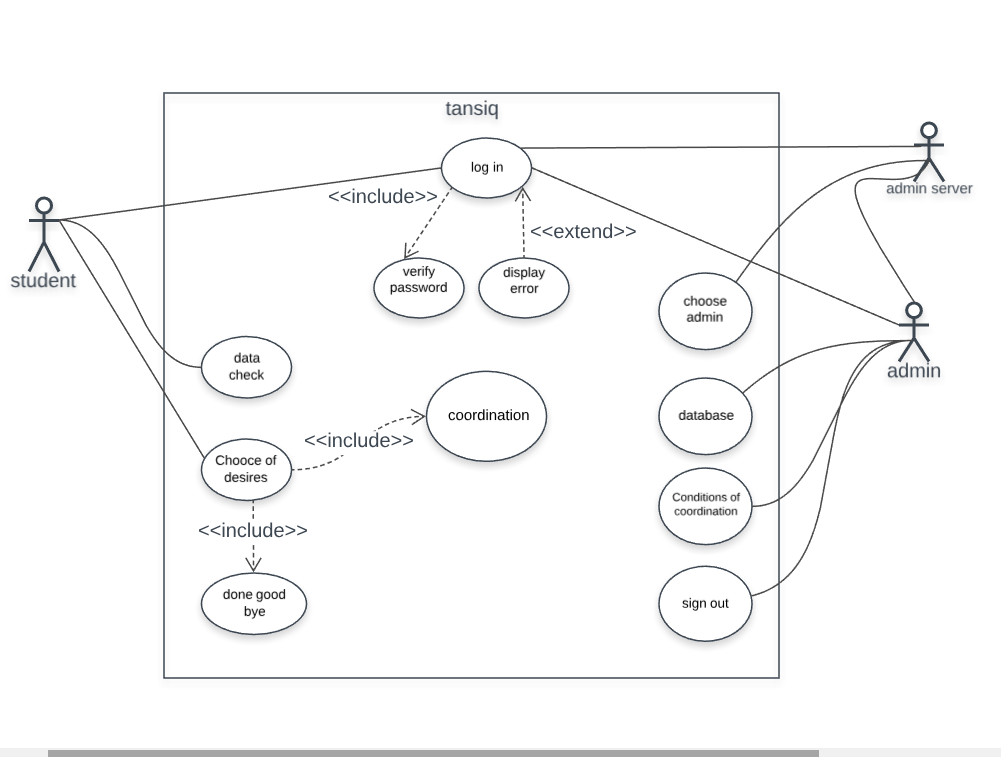 tansiq
log in
admin server
<<include>>
<<extend>>
student
verify
password
display
error
choose
admin
data
check
admin
coordination
database
<<include>>
Chooce of
desires
Conditions of
coordination
<<include>>
done good
bye
sign out